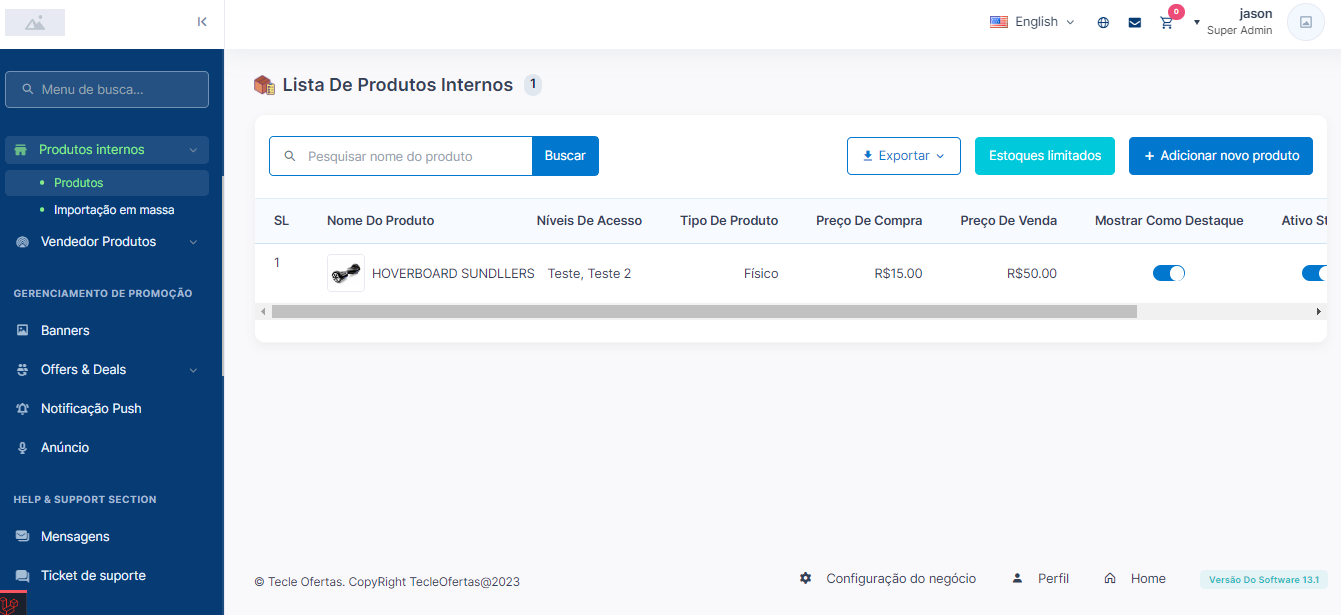 English
0
jason
Super Admin
Menu de busca...
Produtos internos
Produtos
Importação em massa
Vendedor Produtos
GERENCIAMENTO DE PROMOÇÃO
Banners
Offers & Deals
Notificação Push
Anúncio
HELP & SUPPORT SECTION
Mensagens
Ticket de suporte
Lista De Produtos Internos 1
Pesquisar nome do produto Buscar Exportar Estoques limitados + Adicionar novo produto
SL Nome Do Produto Níveis De Acesso Tipo De Produto Preço De Compra Preço De Venda Mostrar Como Destaque Ativo St
1 HOVERBOARD SUNDLLERS Teste, Teste 2 Físico R$15.00 R$50.00
© Tecle Ofertas. CopyRight TecleOfertas@2023 Configuração do negócio Perfil Home Versão Do Software 13.1